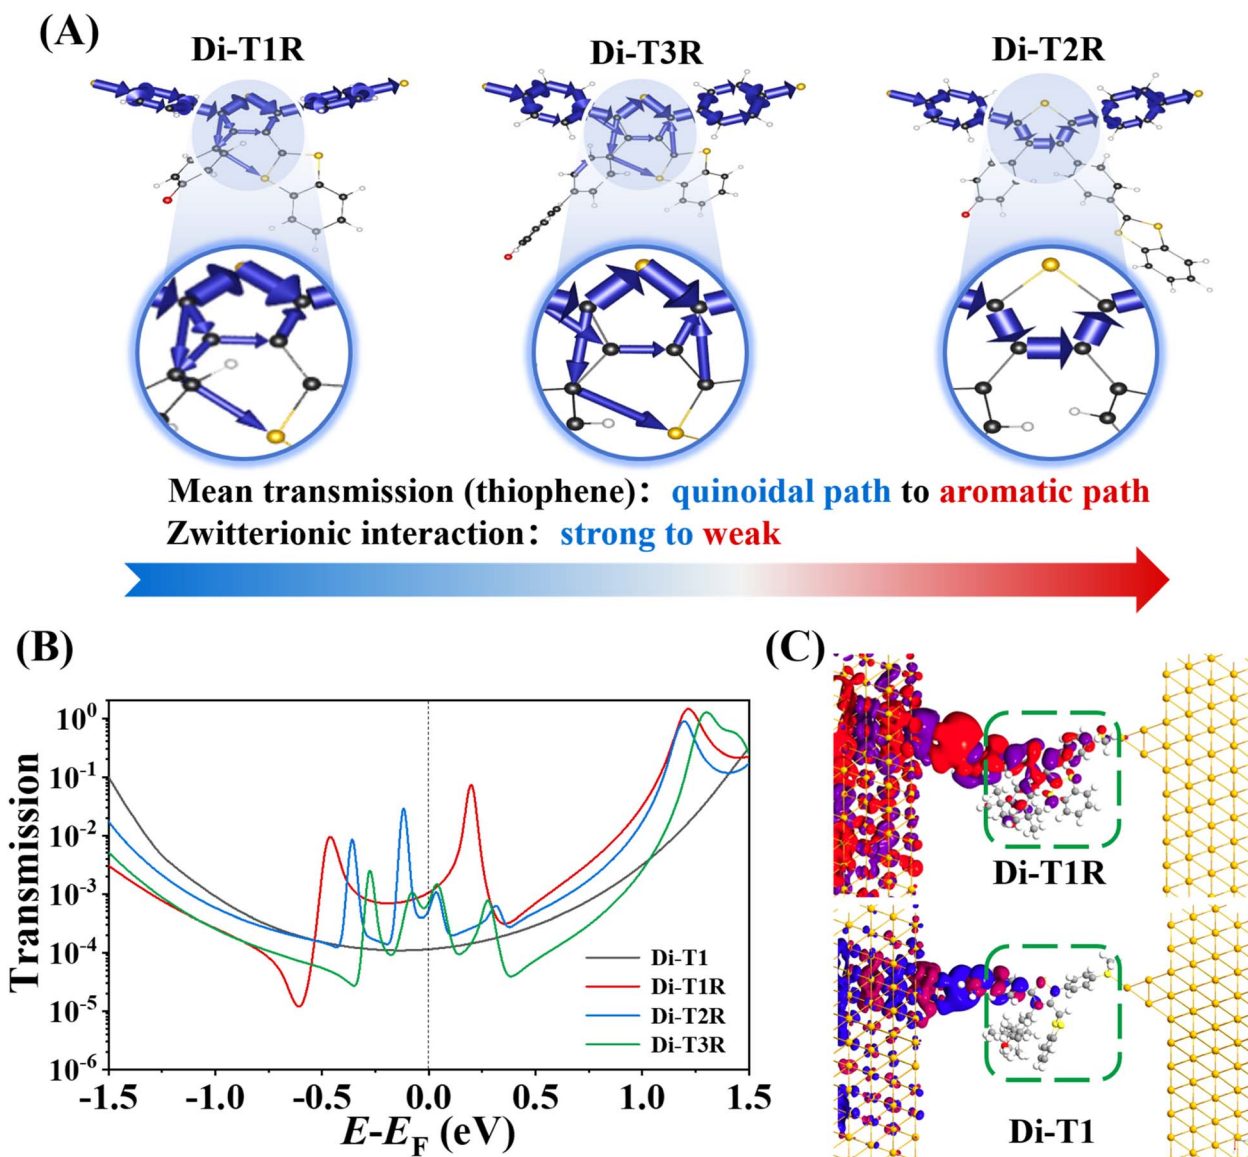 (A)
Di-T1R
Di-T3R
Di-T2R
Mean transmission (thiophene): quinoidal path to aromatic path
Zwitterionic interaction: strong to weak
(B)
Transmission
10⁰
10⁻¹
10⁻²
10⁻³
10⁻⁴
10⁻⁵
10⁻⁶
Di-T1
Di-T1R
Di-T2R
Di-T3R
-1.5 -1.0 -0.5 0.0 0.5 1.0 1.5
E-E_F (eV)
(C)
Di-T1R
Di-T1